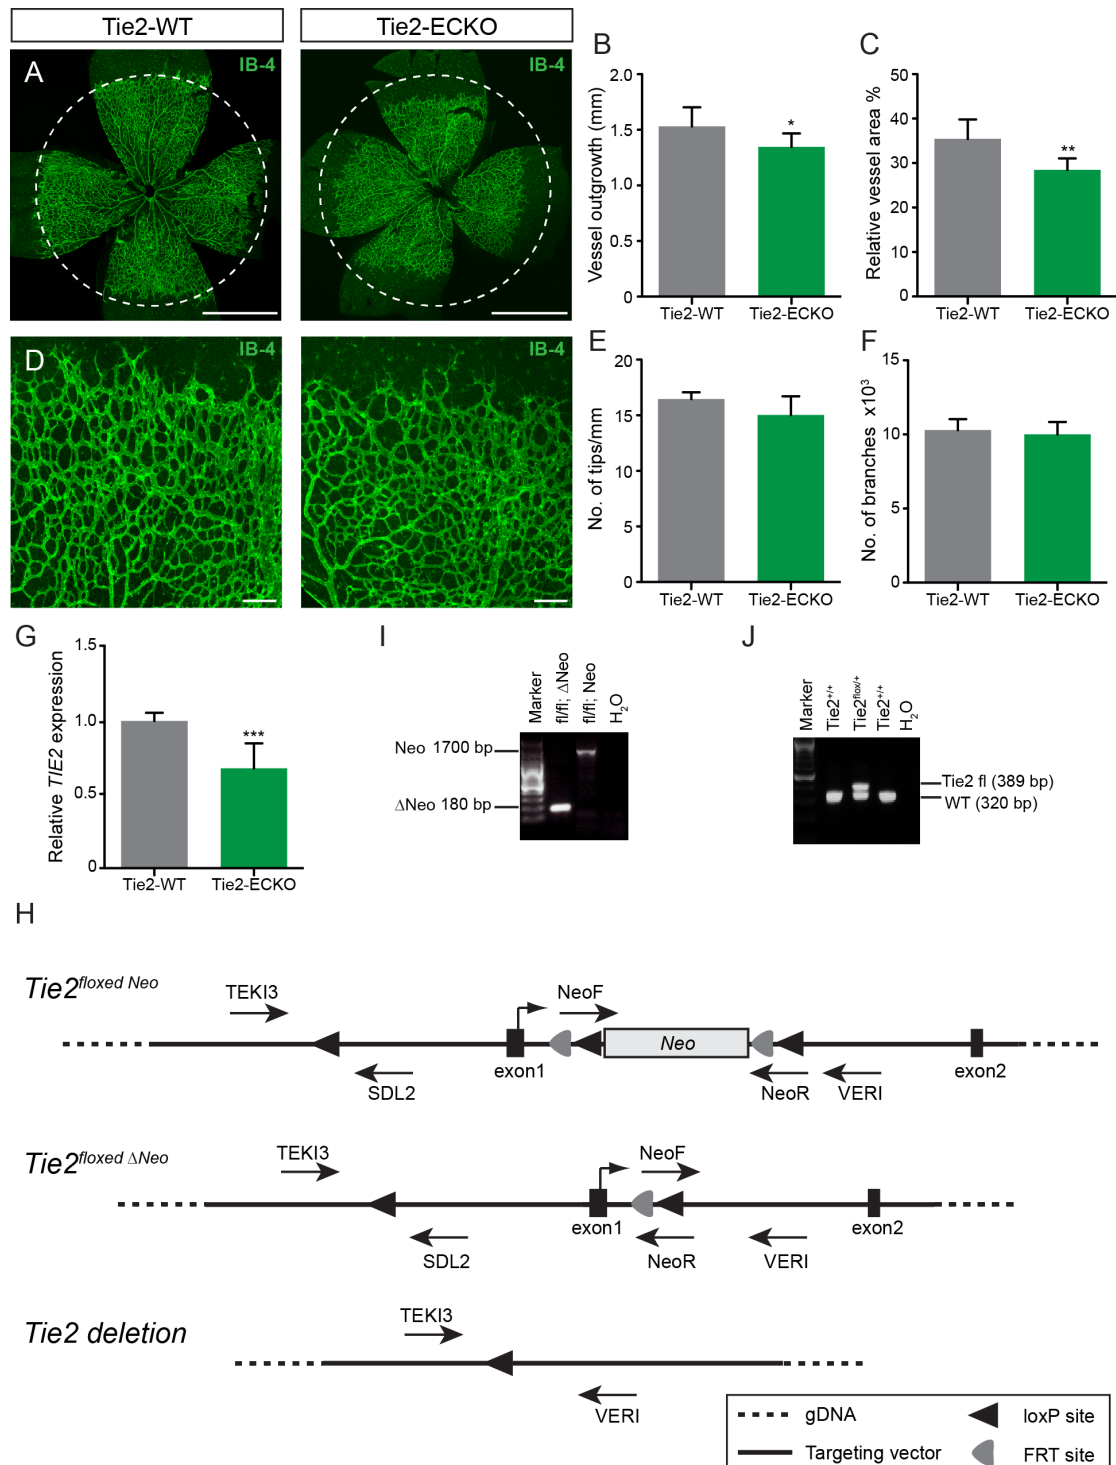 Tie2-WT
Tie2-ECKO
A
IB-4
IB-4
B
Vessel outgrowth (mm)
2.0
1.5
1.0
0.5
0
*
Tie2-WT
Tie2-ECKO
C
Relative vessel area %
50
40
30
20
10
0
**
Tie2-WT
Tie2-ECKO
D
IB-4
IB-4
E
No. of tips/mm
20
15
10
5
0
Tie2-WT
Tie2-ECKO
F
No. of branches x10³
15
10
5
0
Tie2-WT
Tie2-ECKO
G
Relative TIE2 expression
1.5
1.0
0.5
0
***
Tie2-WT
Tie2-ECKO
I
Marker
fl/fl; ΔNeo
fl/fl; Neo
H₂O
Neo 1700 bp
ΔNeo 180 bp
J
Marker
Tie2+/+
Tie2flox/+
Tie2+/+
H₂O
Tie2 fl (389 bp)
WT (320 bp)
H
Tie2floxed Neo
TEKI3
NeoF
Neo
exon1
exon2
SDL2
NeoR
VERI
Tie2floxed ΔNeo
TEKI3
NeoF
exon1
exon2
SDL2
NeoR
VERI
Tie2 deletion
TEKI3
VERI
gDNA
loxP site
Targeting vector
FRT site